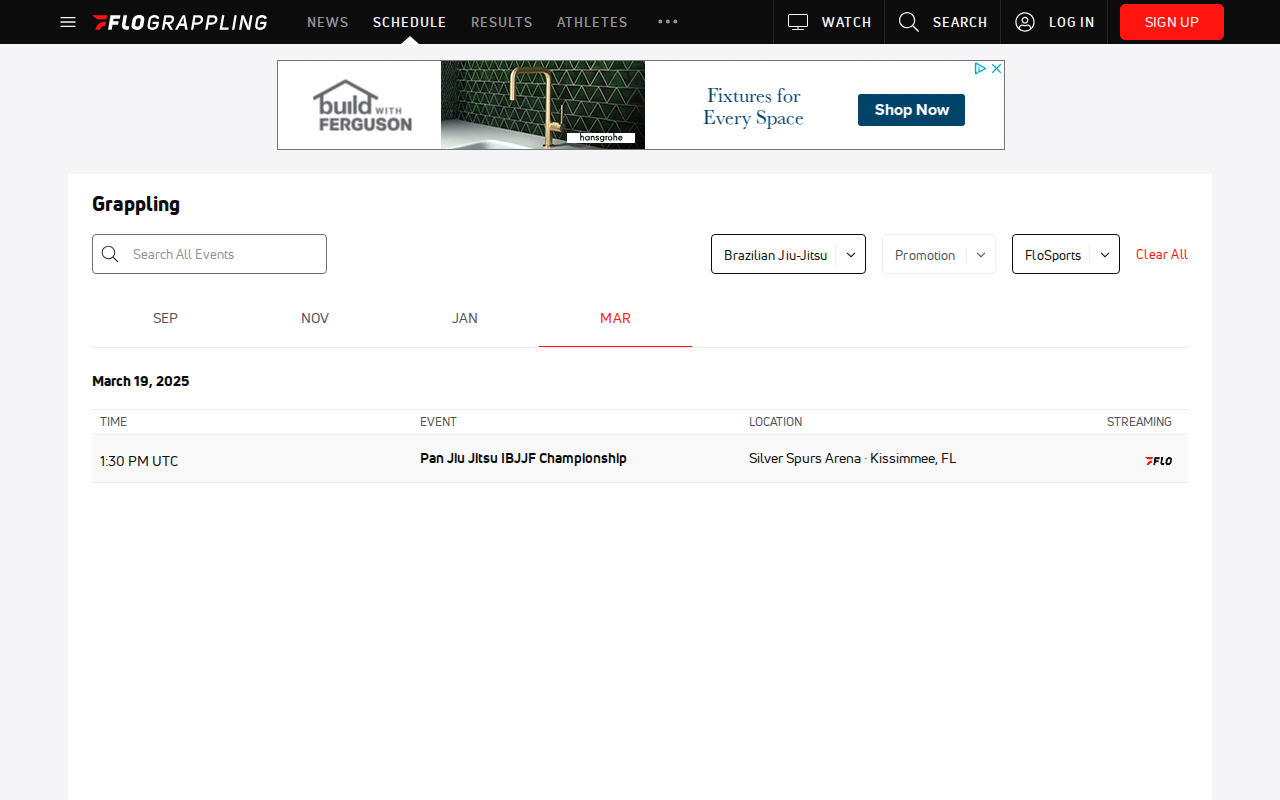 FLOGRAPPLING NEWS SCHEDULE RESULTS ATHLETES WATCH SEARCH LOG IN SIGN UP
build WITH FERGUSON
hansgrohe
Fixtures for
Every Space
Shop Now
Grappling
Search All Events
Brazilian Jiu-Jitsu Promotion FloSports Clear All
SEP NOV JAN MAR
March 19, 2025
TIME EVENT LOCATION STREAMING
1:30 PM UTC Pan Jiu Jitsu IBJJF Championship Silver Spurs Arena · Kissimmee, FL FLO